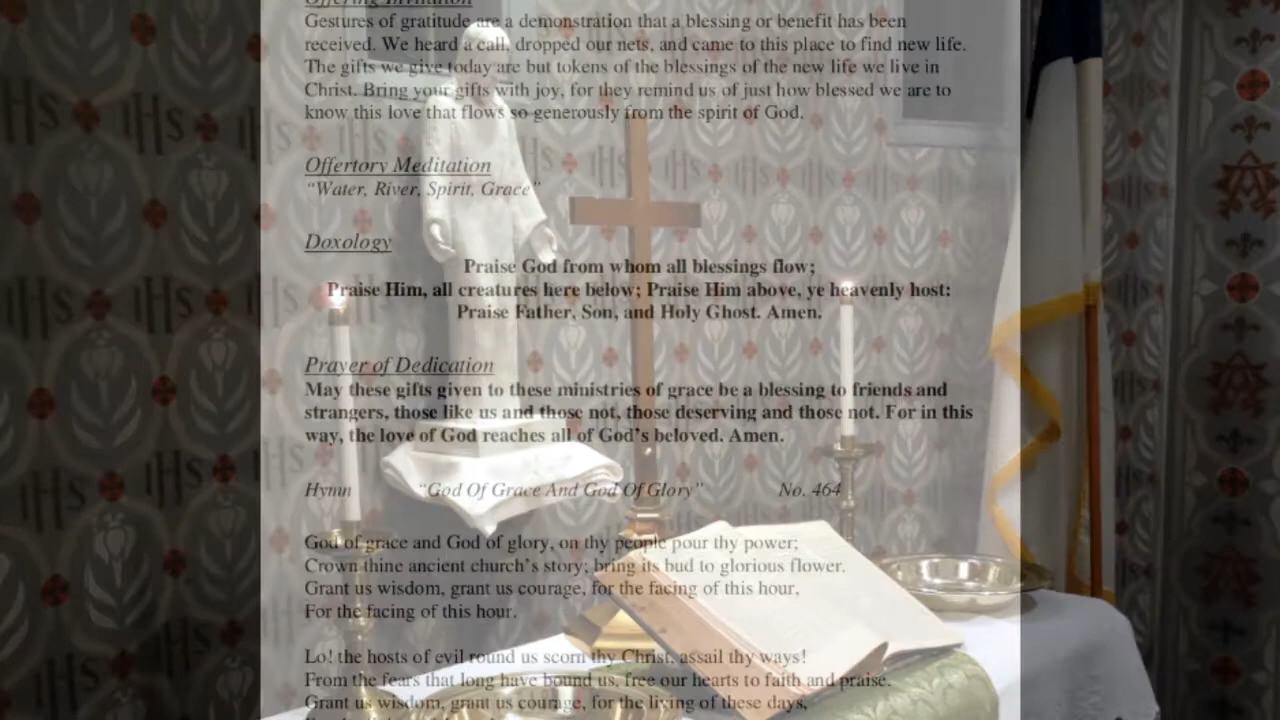 Offering Invitation
Gestures of gratitude are a demonstration that a blessing or benefit has been
received. We heard a call, dropped our nets, and came to this place to find new life.
The gifts we give today are but tokens of the blessings of the new life we live in
Christ. Bring your gifts with joy, for they remind us of just how blessed we are to
know this love that flows so generously from the spirit of God.
Offertory Meditation
“Water, River, Spirit, Grace”
Doxology
Praise God from whom all blessings flow;
Praise Him, all creatures here below; Praise Him above, ye heavenly host:
Praise Father, Son, and Holy Ghost. Amen.
Prayer of Dedication
May these gifts given to these ministries of grace be a blessing to friends and
strangers, those like us and those not, those deserving and those not. For in this
way, the love of God reaches all of God’s beloved. Amen.
Hymn “God Of Grace And God Of Glory” No. 464
God of grace and God of glory, on thy people pour thy power;
Crown thine ancient church’s story; bring its bud to glorious flower.
Grant us wisdom, grant us courage, for the facing of this hour,
For the facing of this hour.
Lo! the hosts of evil round us scorn thy Christ, assail thy ways!
From the fears that long have bound us, free our hearts to faith and praise.
Grant us wisdom, grant us courage, for the living of these days,